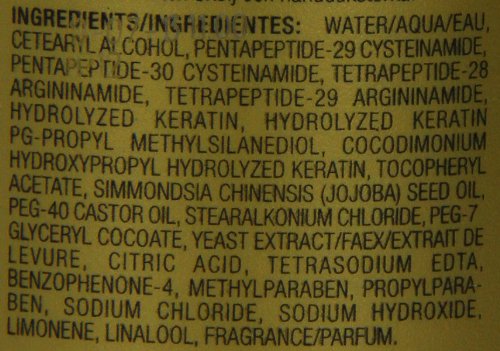 INGREDIENTS/INGREDIENTES: WATER/AQUA/EAU,
CETEARYL ALCOHOL, PENTAPEPTIDE-29 CYSTEINAMIDE,
PENTAPEPTIDE-30 CYSTEINAMIDE, TETRAPEPTIDE-28
ARGININAMIDE, TETRAPEPTIDE-29 ARGININAMIDE,
HYDROLYZED KERATIN, HYDROLYZED KERATIN
PG-PROPYL METHYLSILANEDIOL, COCODIMONIUM
HYDROXYPROPYL HYDROLYZED KERATIN, TOCOPHERYL
ACETATE, SIMMONDSIA CHINENSIS (JOJOBA) SEED OIL,
PEG-40 CASTOR OIL, STEARALKONIUM CHLORIDE, PEG-7
GLYCERYL COCOATE, YEAST EXTRACT/FAEX/EXTRAIT DE
LEVURE, CITRIC ACID, TETRASODIUM EDTA,
BENZOPHENONE-4, METHYLPARABEN, PROPYLPARA-
BEN, SODIUM CHLORIDE, SODIUM HYDROXIDE,
LIMONENE, LINALOOL, FRAGRANCE/PARFUM.